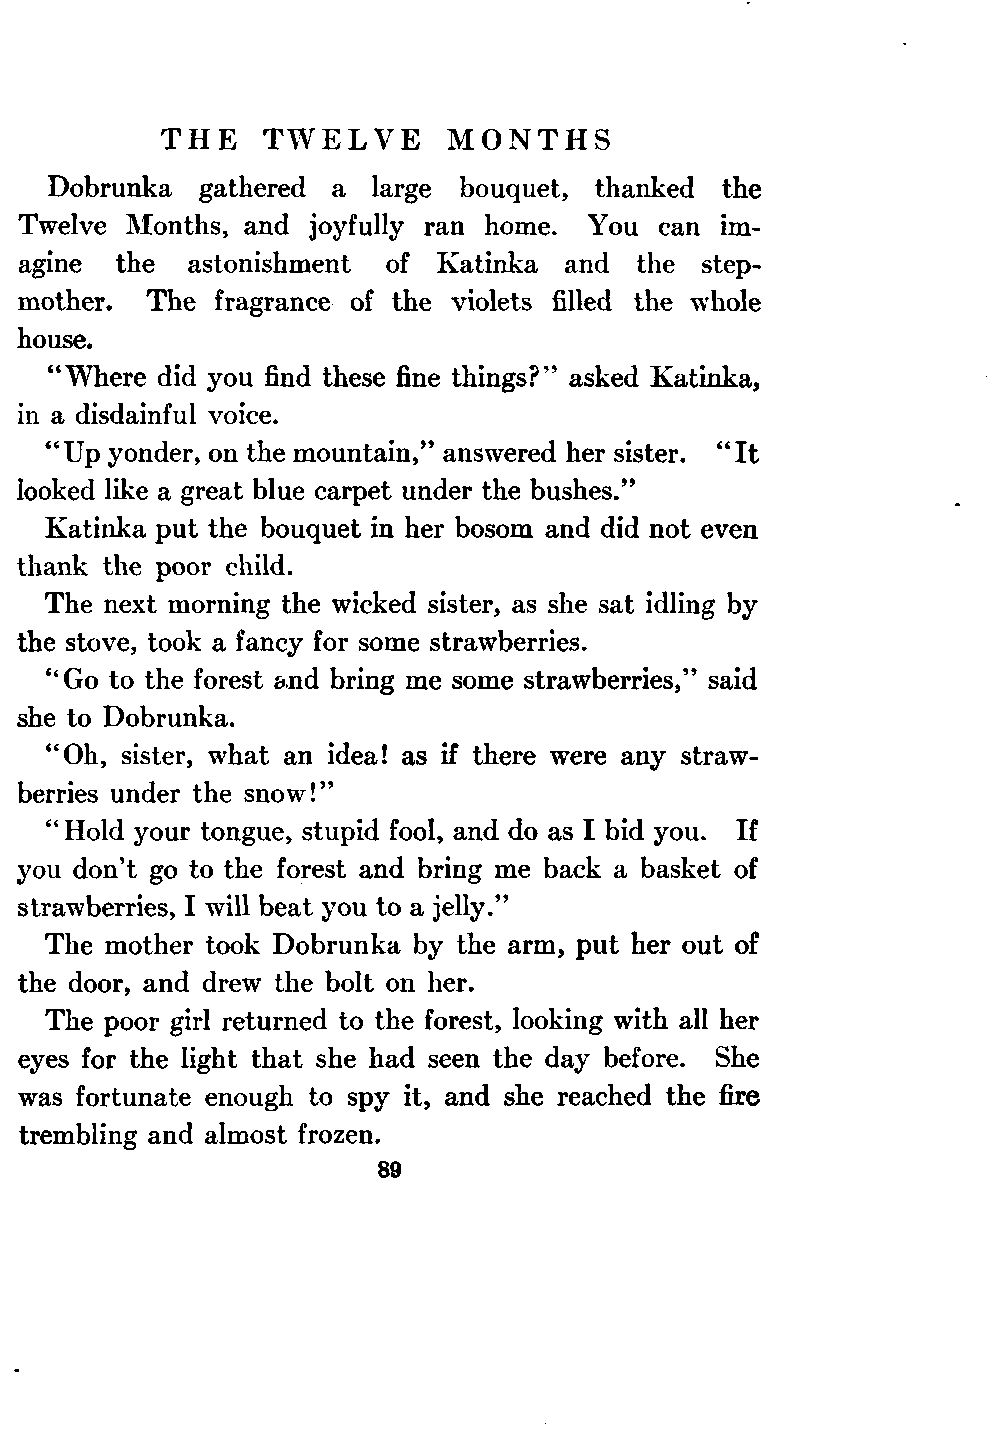 THE TWELVE MONTHS
Dobrunka gathered a large bouquet, thanked the
Twelve Months, and joyfully ran home. You can im-
agine the astonishment of Katinka and the step-
mother. The fragrance of the violets filled the whole
house.
"Where did you find these fine things?" asked Katinka,
in a disdainful voice.
"Up yonder, on the mountain," answered her sister. "It
looked like a great blue carpet under the bushes."
Katinka put the bouquet in her bosom and did not even
thank the poor child.
The next morning the wicked sister, as she sat idling by
the stove, took a fancy for some strawberries.
"Go to the forest and bring me some strawberries," said
she to Dobrunka.
"Oh, sister, what an idea! as if there were any straw-
berries under the snow!"
"Hold your tongue, stupid fool, and do as I bid you. If
you don't go to the forest and bring me back a basket of
strawberries, I will beat you to a jelly."
The mother took Dobrunka by the arm, put her out of
the door, and drew the bolt on her.
The poor girl returned to the forest, looking with all her
eyes for the light that she had seen the day before. She
was fortunate enough to spy it, and she reached the fire
trembling and almost frozen.
89